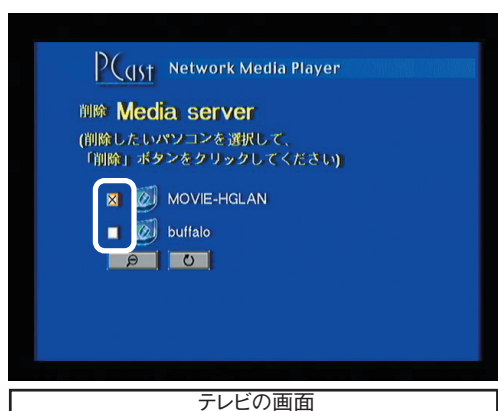 PCast Network Media Player
削除 Media server
(削除したいパソコンを選択して、
「削除」ボタンをクリックしてください)
MOVIE-HGLAN
buffalo
テレビの画面